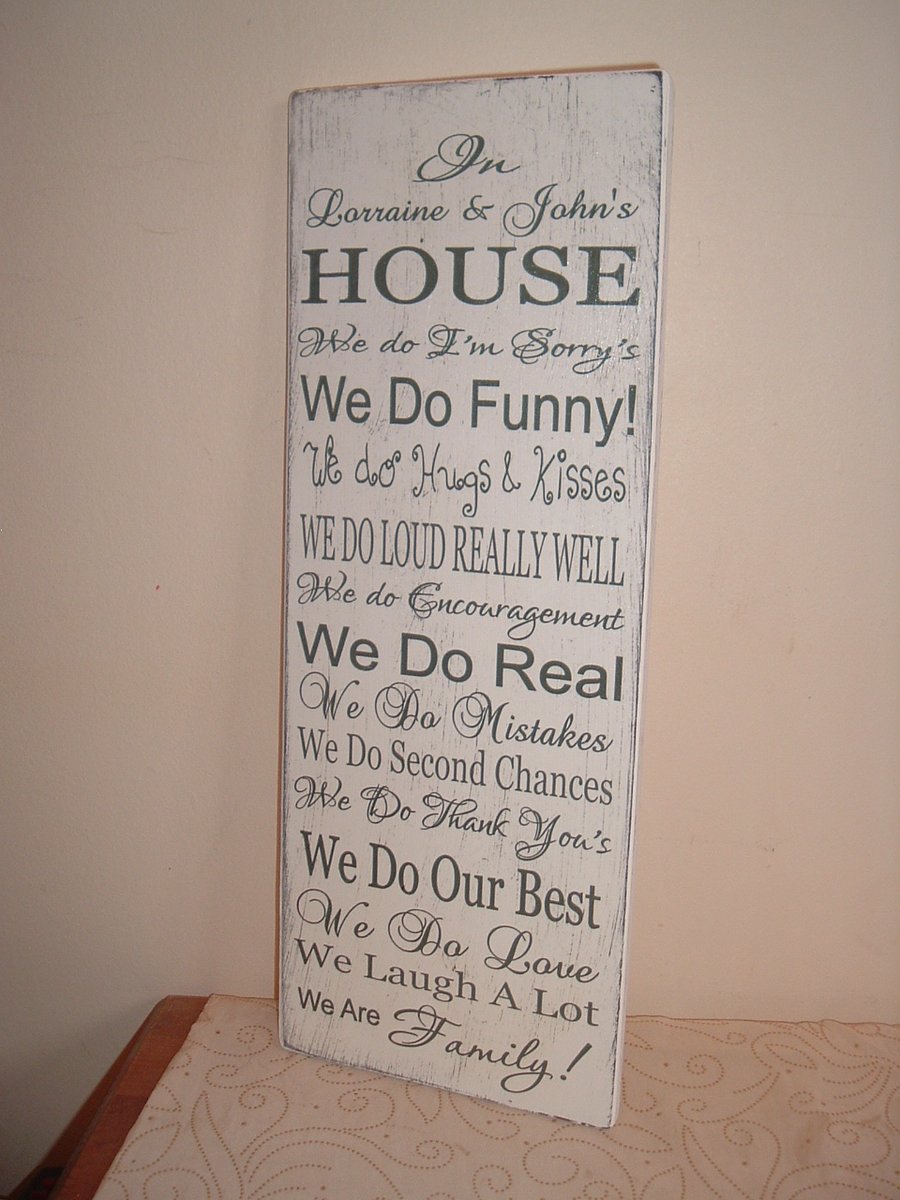 In
Lorraine & John's
HOUSE
We do I'm Sorry's
We Do Funny!
We do Hugs & Kisses
WE DO LOUD REALLY WELL
We do Encouragement
We Do Real
We Do Mistakes
We Do Second Chances
We Do Thank You's
We Do Our Best
We Do Love
We Laugh A Lot
We Are Family!